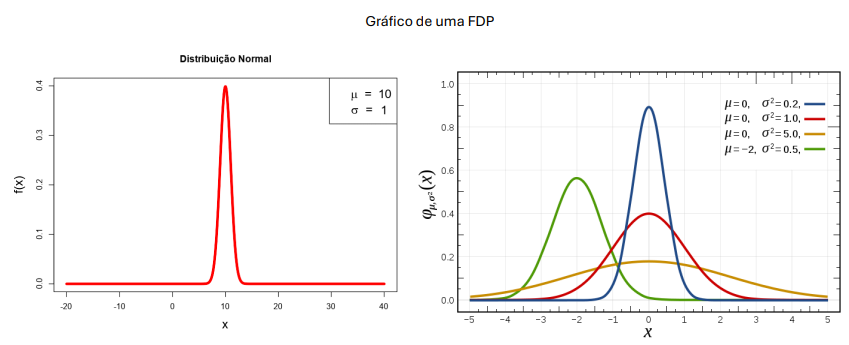 Gráfico de uma FDP
Distribuição Normal
μ = 10
σ = 1
f(x)
0.4
0.3
0.2
0.1
0.0
-20 -10 0 10 20 30 40
x
μ=0, σ²=0.2,
μ=0, σ²=1.0,
μ=0, σ²=5.0,
μ=−2, σ²=0.5,
φμ,σ²(x)
1.0
0.8
0.6
0.4
0.2
0.0
−5 −4 −3 −2 −1 0 1 2 3 4 5
x